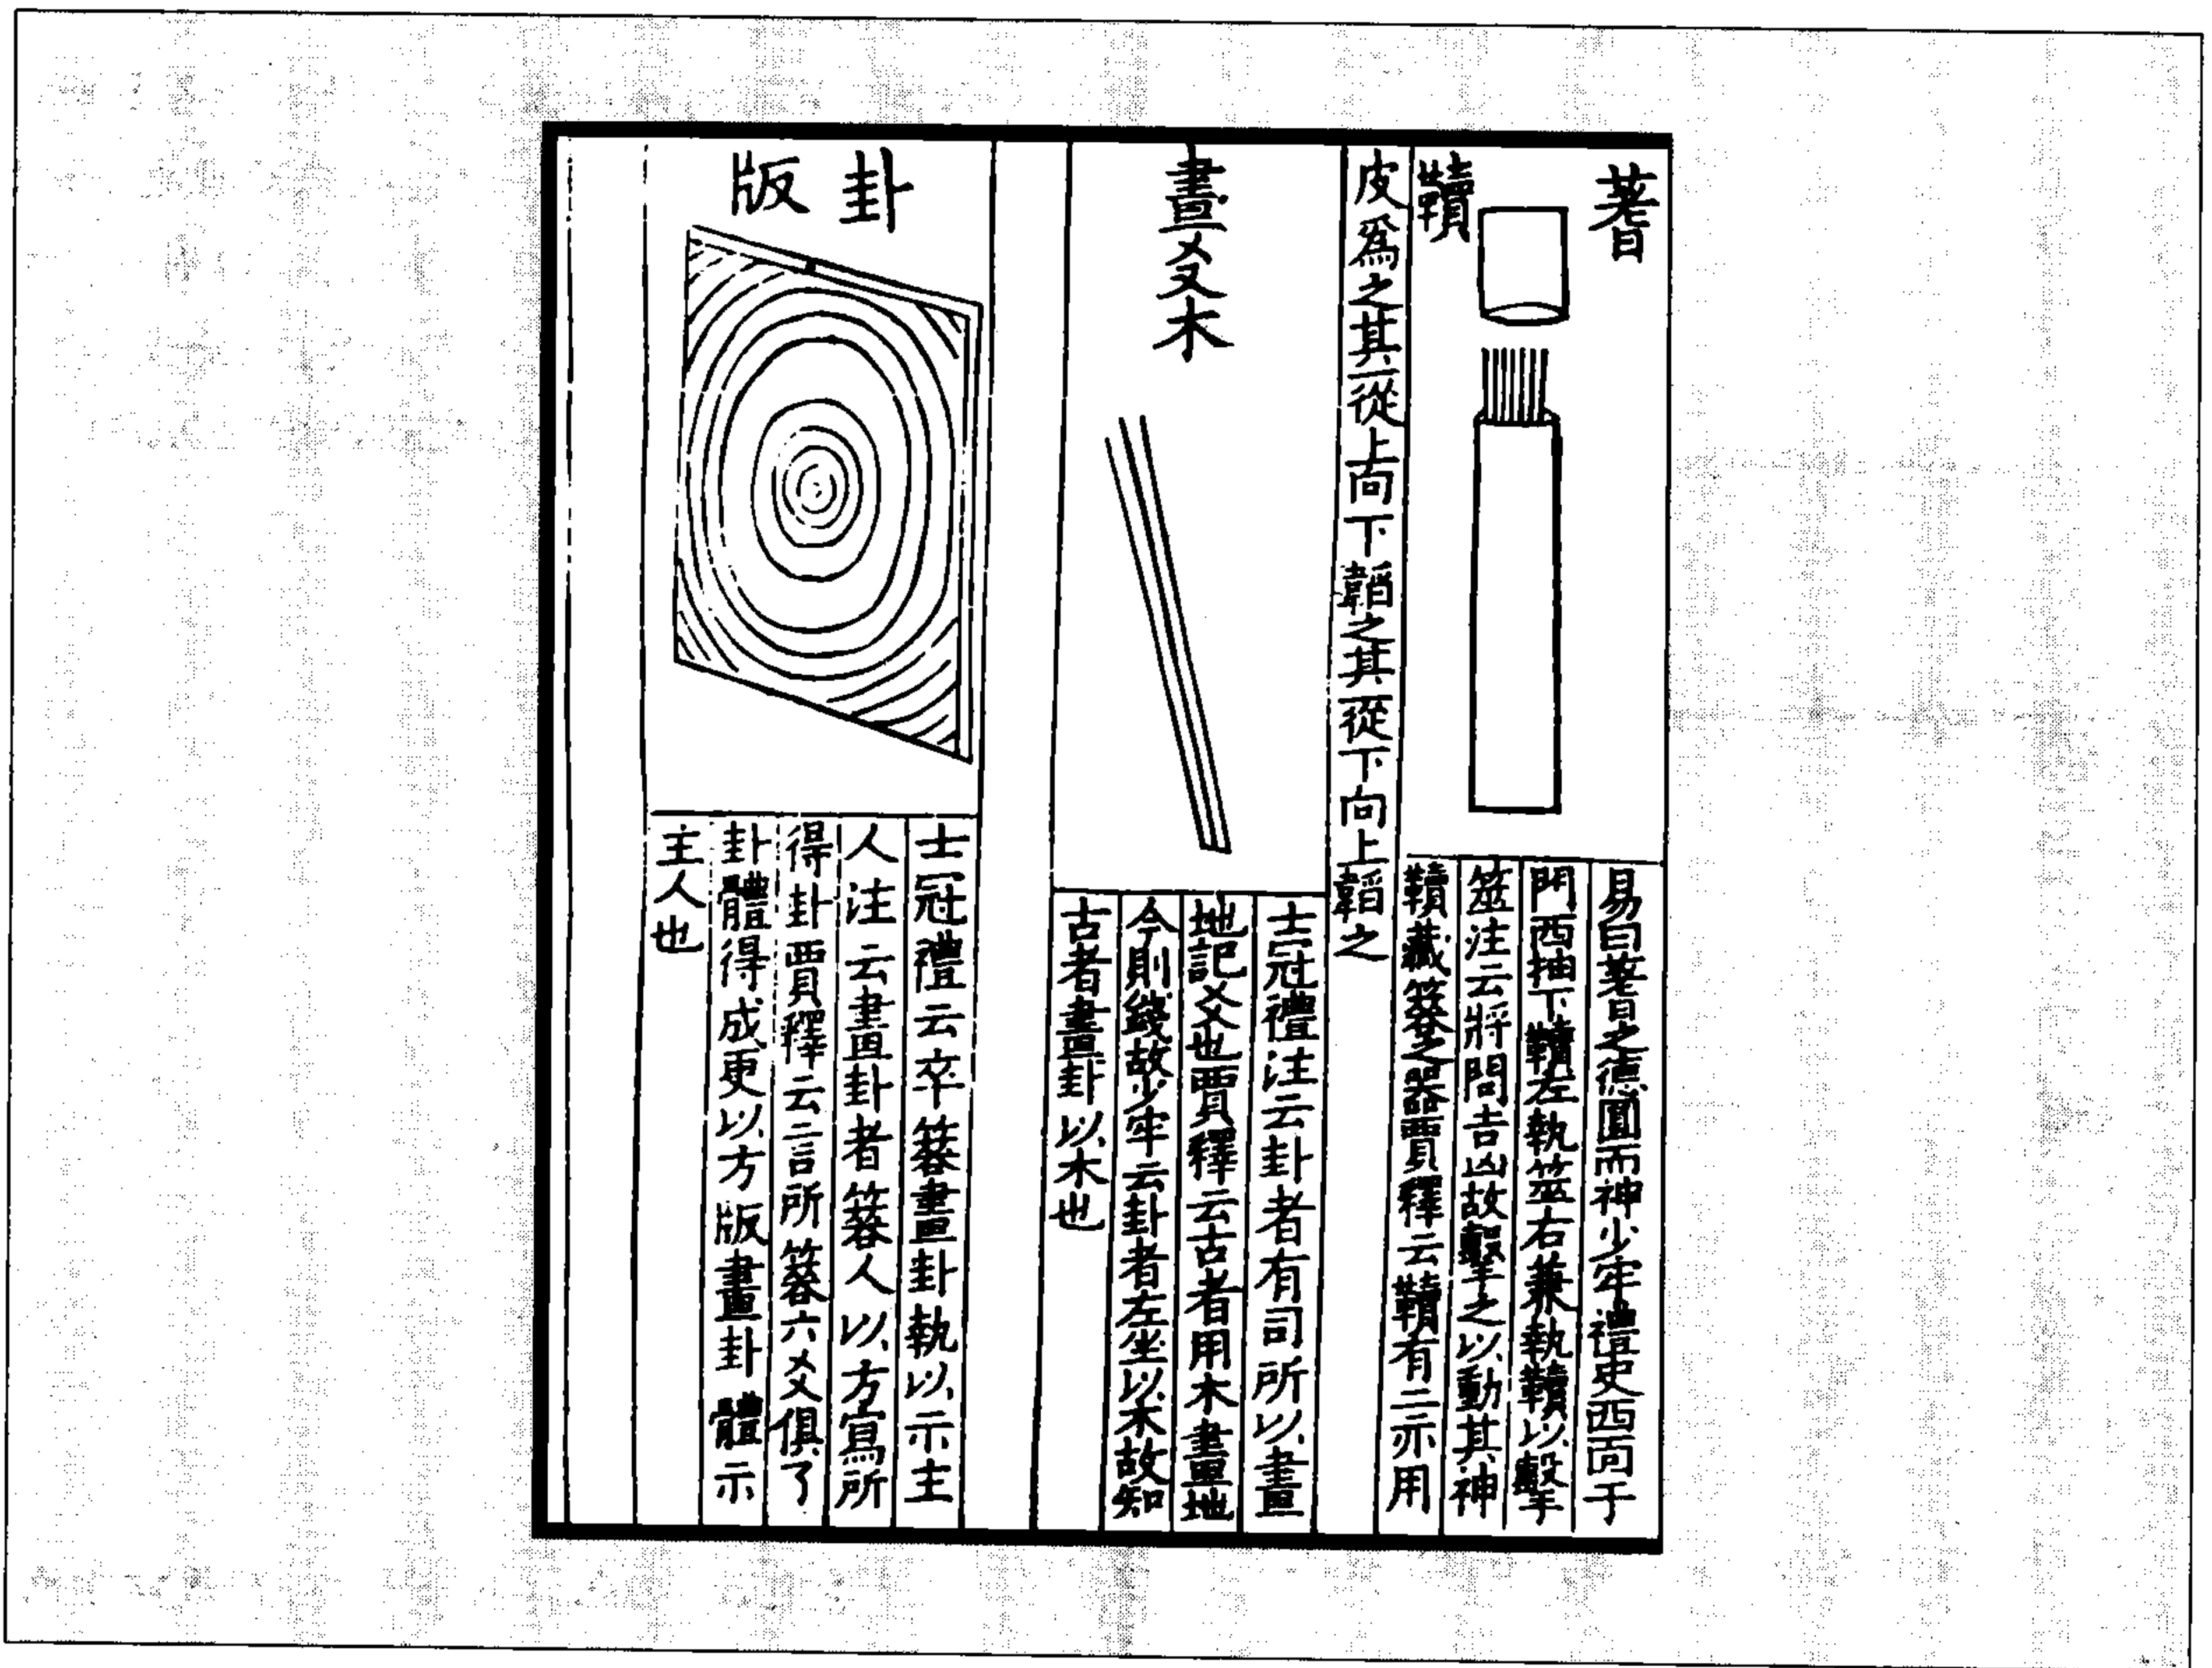 蓍
韇
易曰蓍之德圓而神少牢禮史西面于
門西抽下韇左執筮右兼執韇以擊
筮注云將問吉凶故擊之以動其神
韇藏簭之器賈釋云韇有二亦用
皮爲之其一從上向下韜之其一從下向上韜之
畫爻木
士冠禮注云卦者有司所以畫
地記爻也賈釋云古者用木畫地
今則錢故少牢云卦者左坐以木故知
古者畫卦以木也
卦版
士冠禮云卒簭畫卦執以示主
人注云畫卦者簭人以方寫所
得卦賈釋云言所簭六爻俱了
卦體得成更以方版畫卦體示
主人也